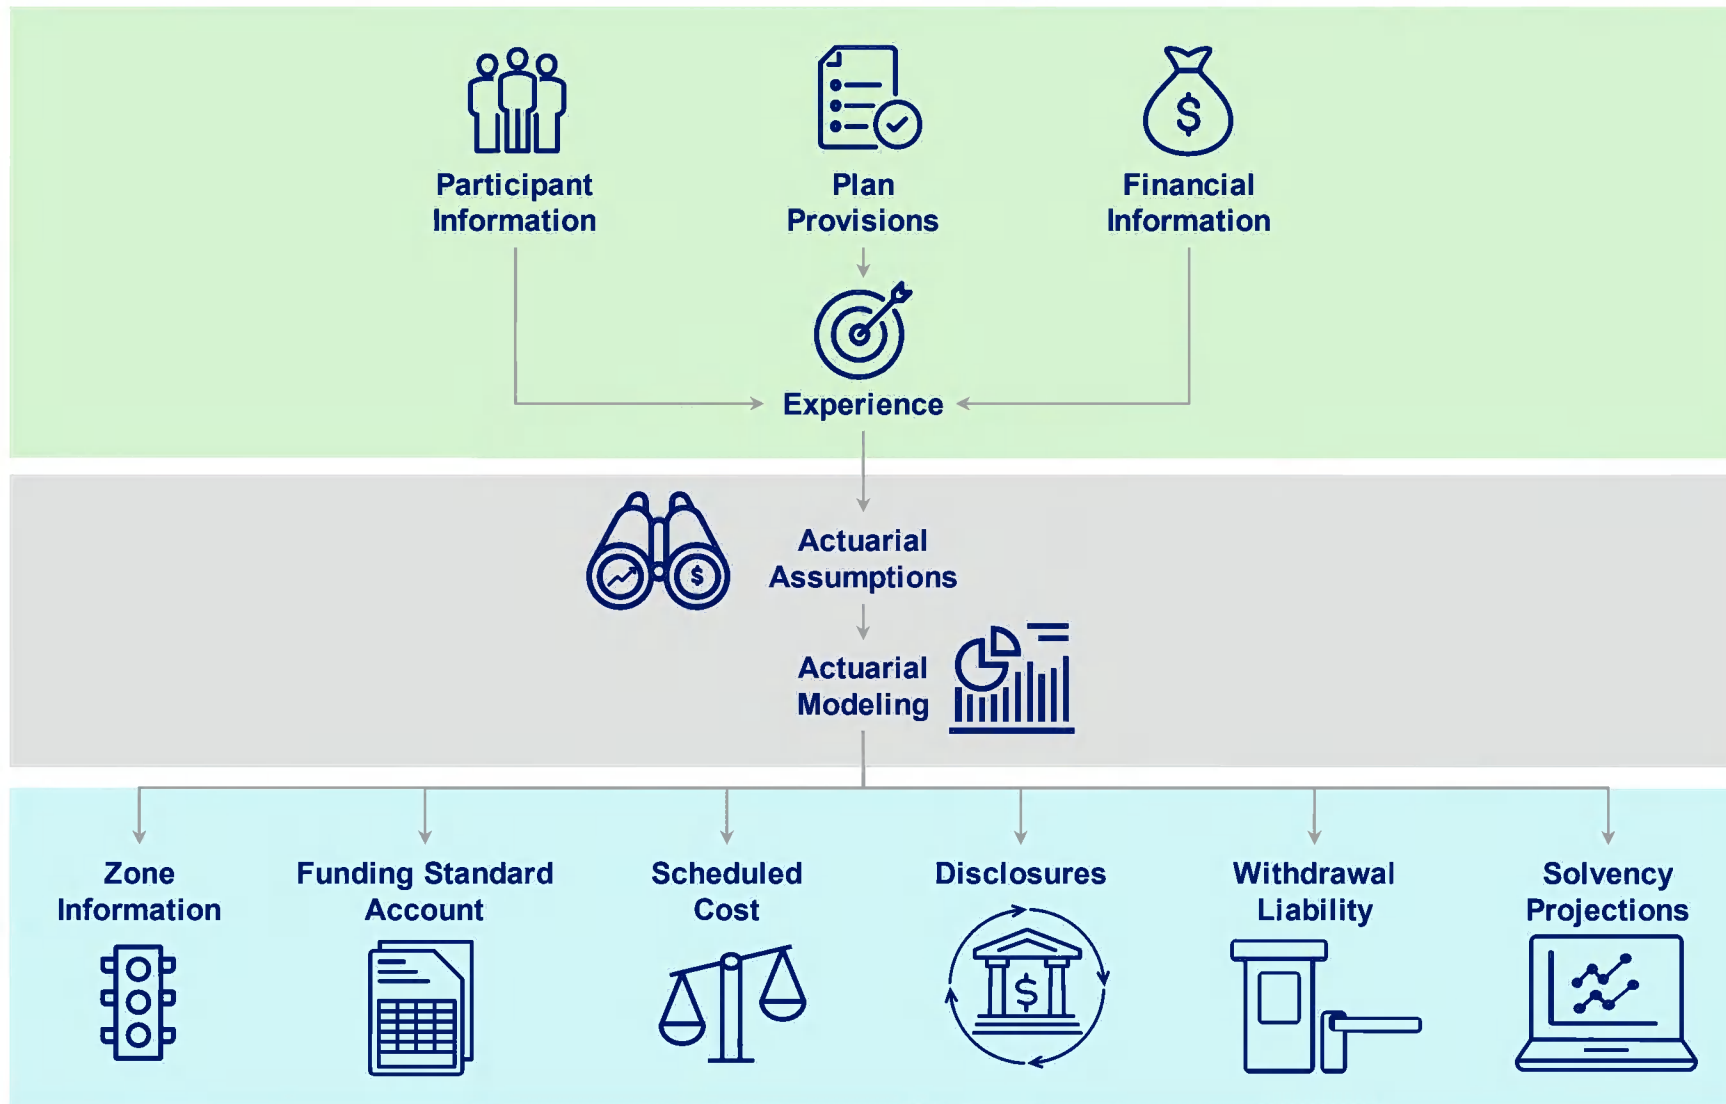 Participant
Information
Plan
Provisions
Financial
Information
Experience
Actuarial
Assumptions
Actuarial
Modeling
Zone
Information
Funding Standard
Account
Scheduled
Cost
Disclosures
Withdrawal
Liability
Solvency
Projections
$
$
$